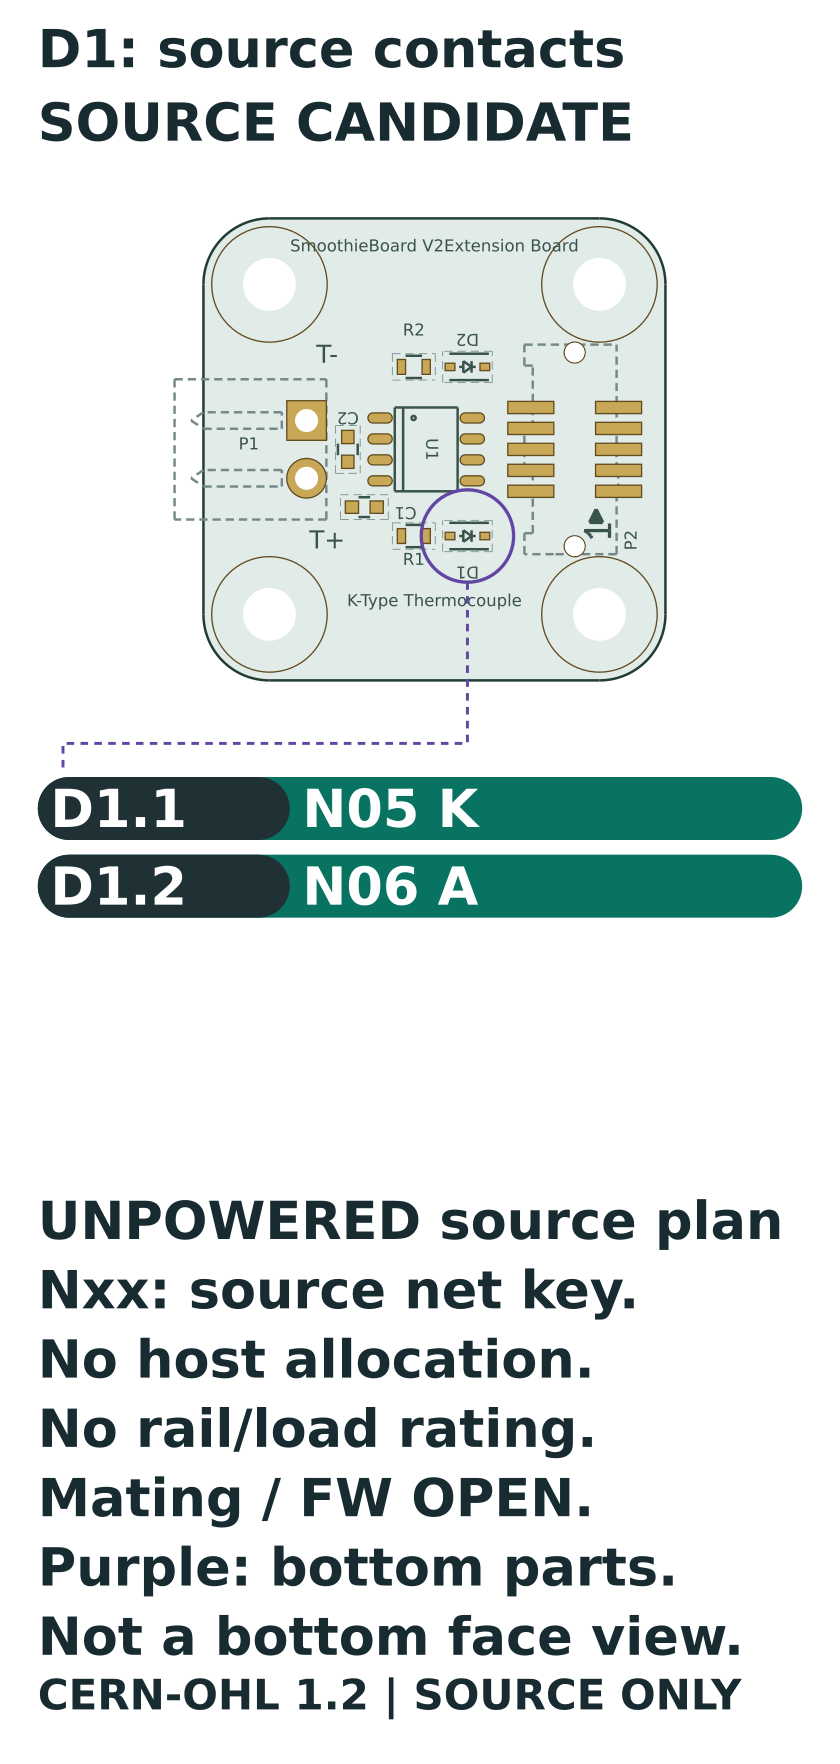 D1: source contacts
SOURCE CANDIDATE
SmoothieBoard V2Extension Board
R2
D2
T-
C2
P1
U1
C1
T+
1
P2
R1
D1
K-Type Thermocouple
D1.1 N05 K
D1.2 N06 A
UNPOWERED source plan
Nxx: source net key.
No host allocation.
No rail/load rating.
Mating / FW OPEN.
Purple: bottom parts.
Not a bottom face view.
CERN-OHL 1.2 | SOURCE ONLY